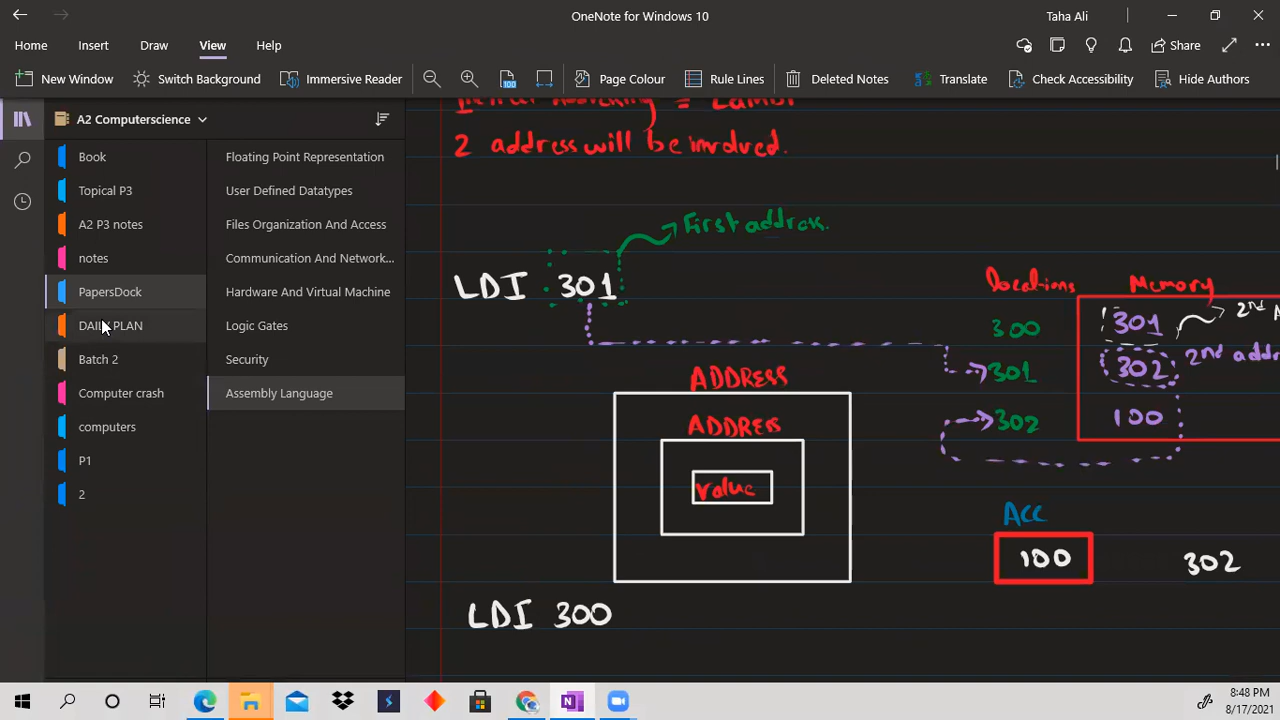 OneNote for Windows 10
Taha Ali
Home Insert Draw View Help
Share
New Window Switch Background Immersive Reader 100 Page Colour Rule Lines Deleted Notes Translate Check Accessibility Hide Authors
A2 Computerscience
Book
Topical P3
A2 P3 notes
notes
PapersDock
DAILY PLAN
Batch 2
Computer crash
computers
P1
2
Floating Point Representation
User Defined Datatypes
Files Organization And Access
Communication And Network...
Hardware And Virtual Machine
Logic Gates
Security
Assembly Language
2 address will be involved.
First address.
LDI 301
locations Memory
300 301 2nd A
301 302 2nd addr
302 100
ADDRESS
ADDRESS
value
Acc
100 302
LDI 300
8:48 PM
8/17/2021